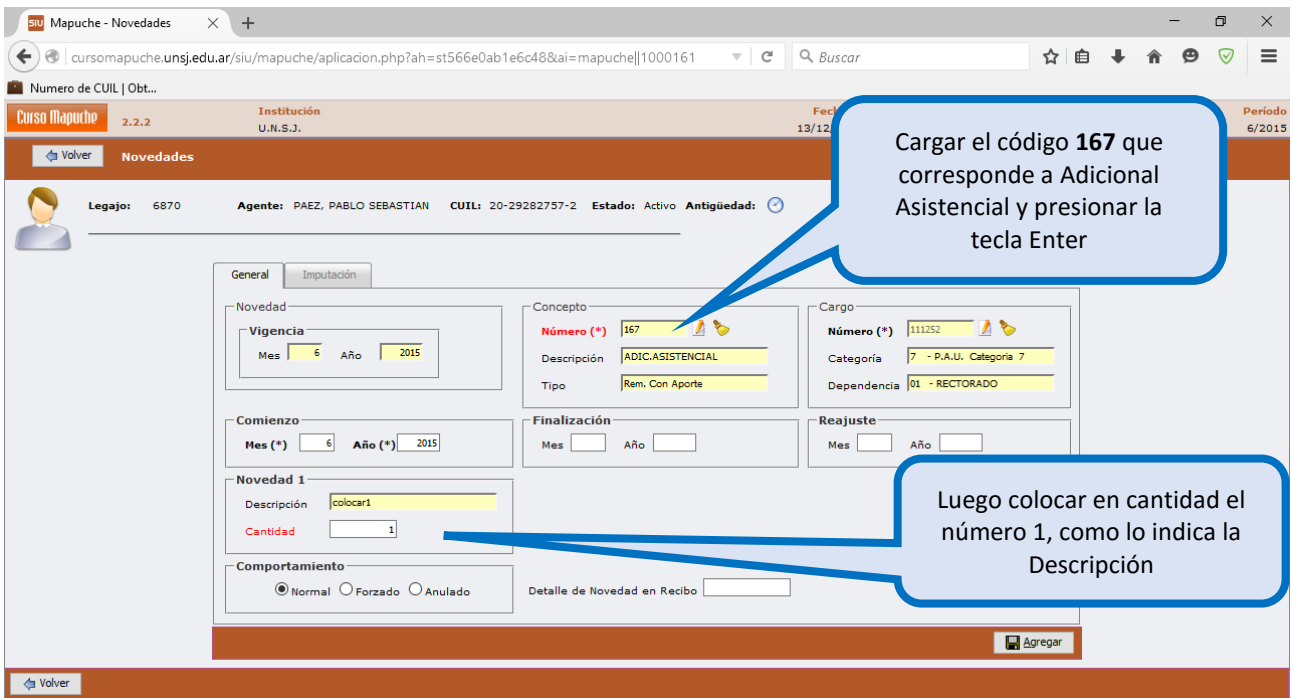 SIU Mapuche - Novedades
cursomapuche.unsj.edu.ar/siu/mapuche/aplicacion.php?ah=st566e0ab1e6c48&ai=mapuche||1000161
Buscar
Numero de CUIL | Obt...
Curso Mapuche 2.2.2
Institución
U.N.S.J.
Período
6/2015
Volver Novedades
Cargar el código 167 que
corresponde a Adicional
Asistencial y presionar la
tecla Enter
Legajo: 6870 Agente: PAEZ, PABLO SEBASTIAN CUIL: 20-29282757-2 Estado: Activo Antigüedad:
General Imputación
Novedad
Vigencia
Mes 6 Año 2015
Concepto
Número (*) 167
Descripción ADIC.ASISTENCIAL
Tipo Rem. Con Aporte
Cargo
Número (*) 111252
Categoría 7 - P.A.U. Categoria 7
Dependencia 01 - RECTORADO
Comienzo
Mes (*) 6 Año (*) 2015
Finalización
Mes Año
Reajuste
Mes Año
Novedad 1
Descripción colocar1
Cantidad 1
Luego colocar en cantidad el
número 1, como lo indica la
Descripción
Comportamiento
Normal Forzado Anulado
Detalle de Novedad en Recibo
Agregar
Volver